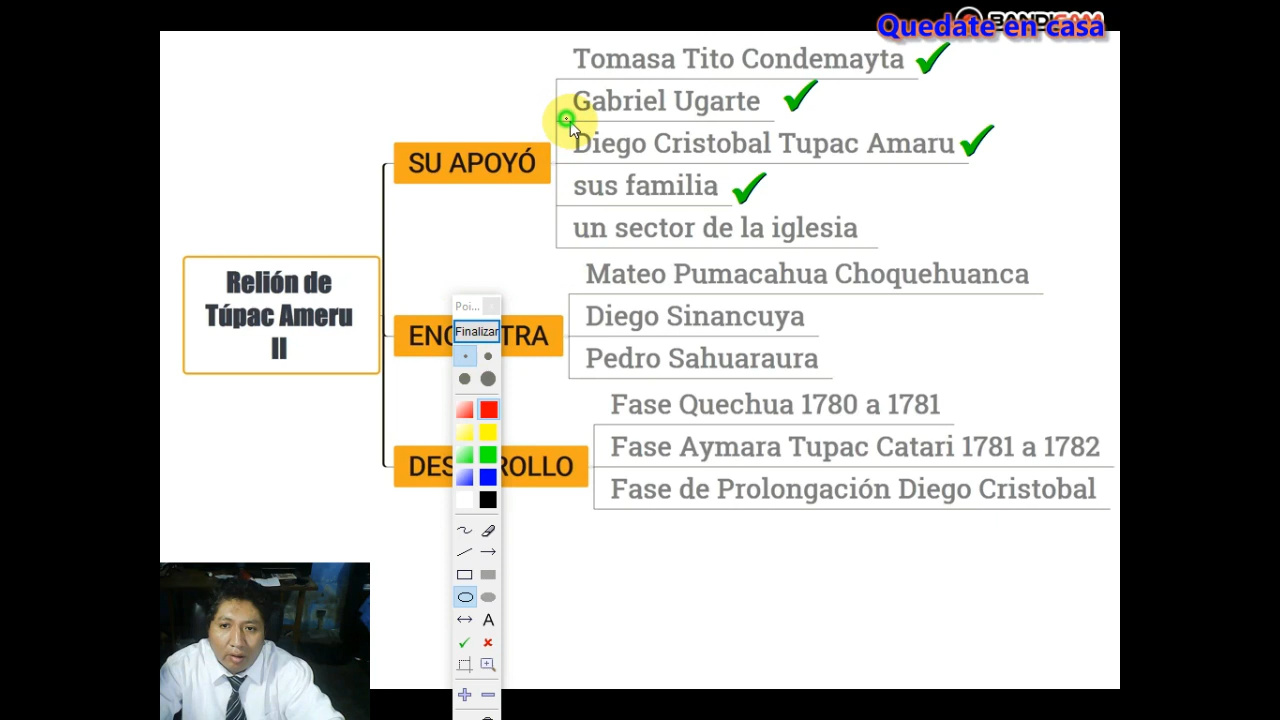 BANDICAM
Quedate en casa
Tomasa Tito Condemayta
Gabriel Ugarte
Diego Cristobal Tupac Amaru
SU APOYÓ
sus familia
un sector de la iglesia
Relión de
Túpac Ameru
II
Mateo Pumacahua Choquehuanca
Diego Sinancuya
Pedro Sahuaraura
Poi...
Finalizar
Fase Quechua 1780 a 1781
Fase Aymara Tupac Catari 1781 a 1782
Fase de Prolongación Diego Cristobal
A